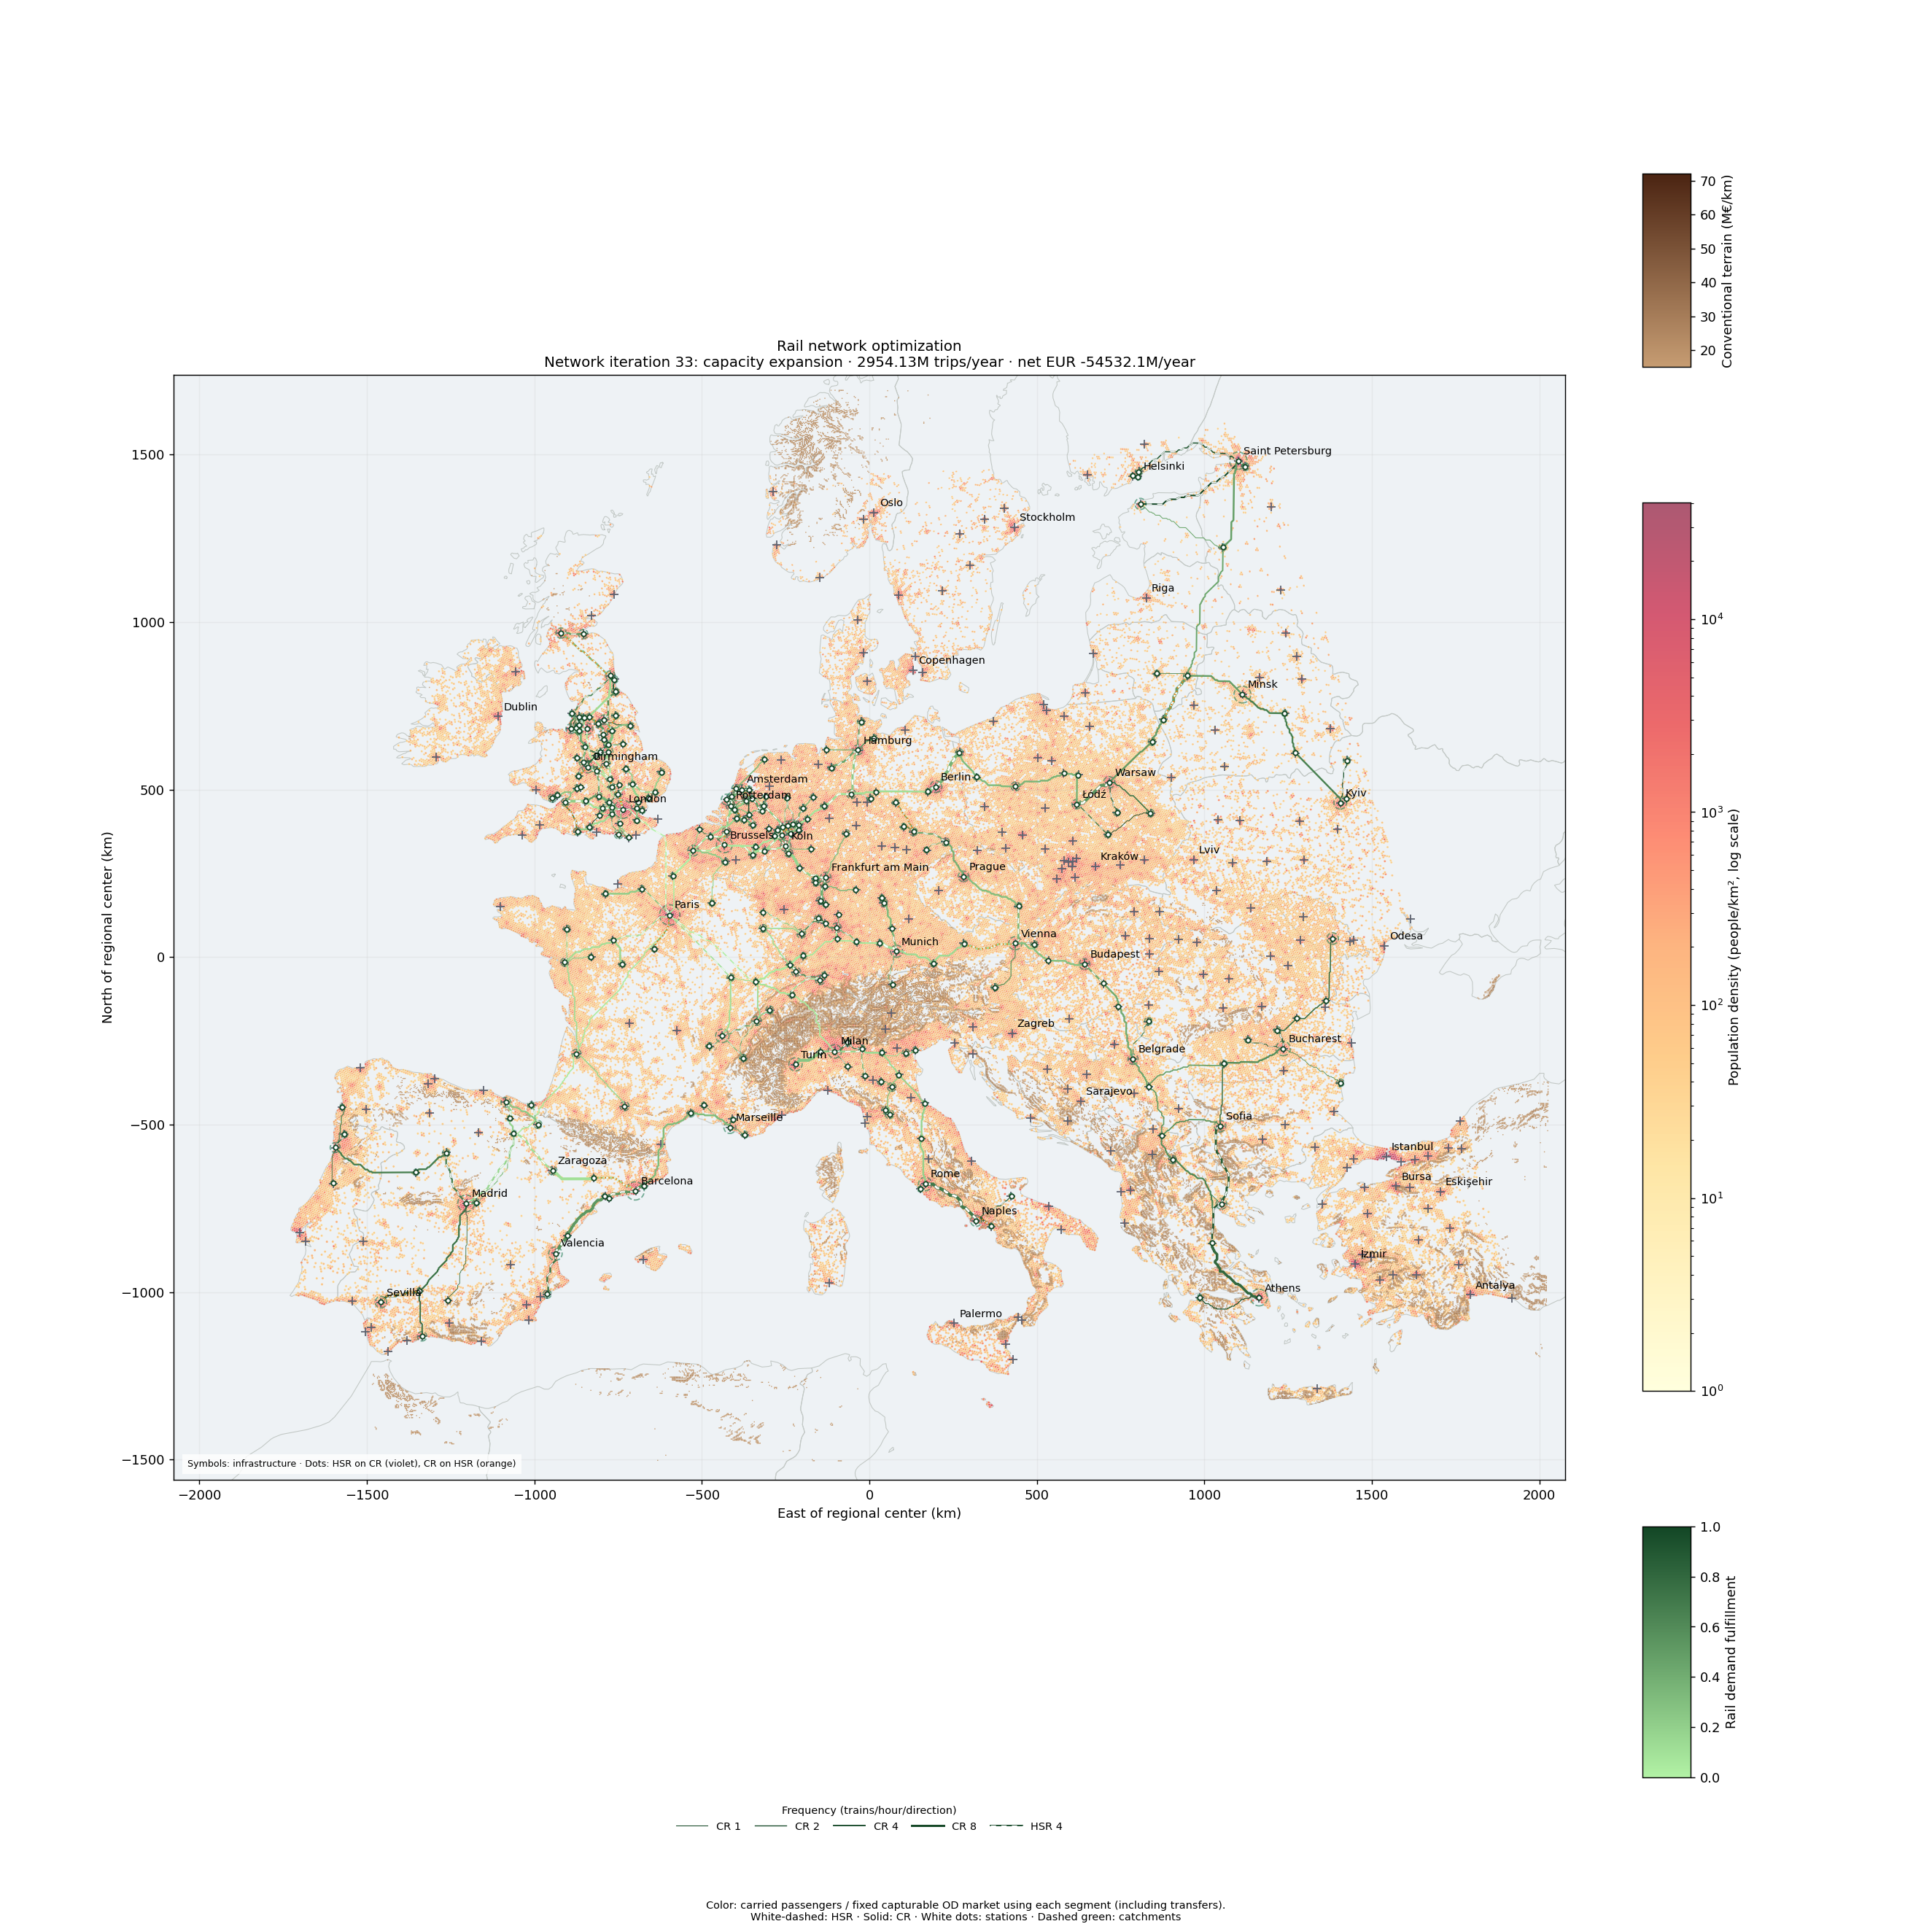 Rail network optimization
Network iteration 33: capacity expansion · 2954.13M trips/year · net EUR -54532.1M/year
70
60
50
40
30
20
Conventional terrain (M€/km)
10⁴
10³
10²
10¹
10⁰
Population density (people/km², log scale)
1.0
0.8
0.6
0.4
0.2
0.0
Rail demand fulfillment
1500
1000
500
0
−500
−1000
−1500
North of regional center (km)
Saint Petersburg
Helsinki
Oslo
Stockholm
Riga
Copenhagen
Minsk
Dublin
Hamburg
Birmingham
Amsterdam
Berlin
Warsaw
London
Rotterdam
Łódź
Kyiv
Brussels
Köln
Kraków
Lviv
Frankfurt am Main
Prague
Paris
Vienna
Munich
Odesa
Budapest
Zagreb
Milan
Turin
Belgrade
Bucharest
Sarajevo
Marseille
Sofia
Istanbul
Zaragoza
Rome
Bursa
Eskişehir
Barcelona
Madrid
Naples
Valencia
Izmir
Sevilla
Athens
Antalya
Palermo
Symbols: infrastructure · Dots: HSR on CR (violet), CR on HSR (orange)
−2000
−1500
−1000
−500
0
500
1000
1500
2000
East of regional center (km)
Frequency (trains/hour/direction)
CR 1
CR 2
CR 4
CR 8
HSR 4
Color: carried passengers / fixed capturable OD market using each segment (including transfers).
White-dashed: HSR · Solid: CR · White dots: stations · Dashed green: catchments